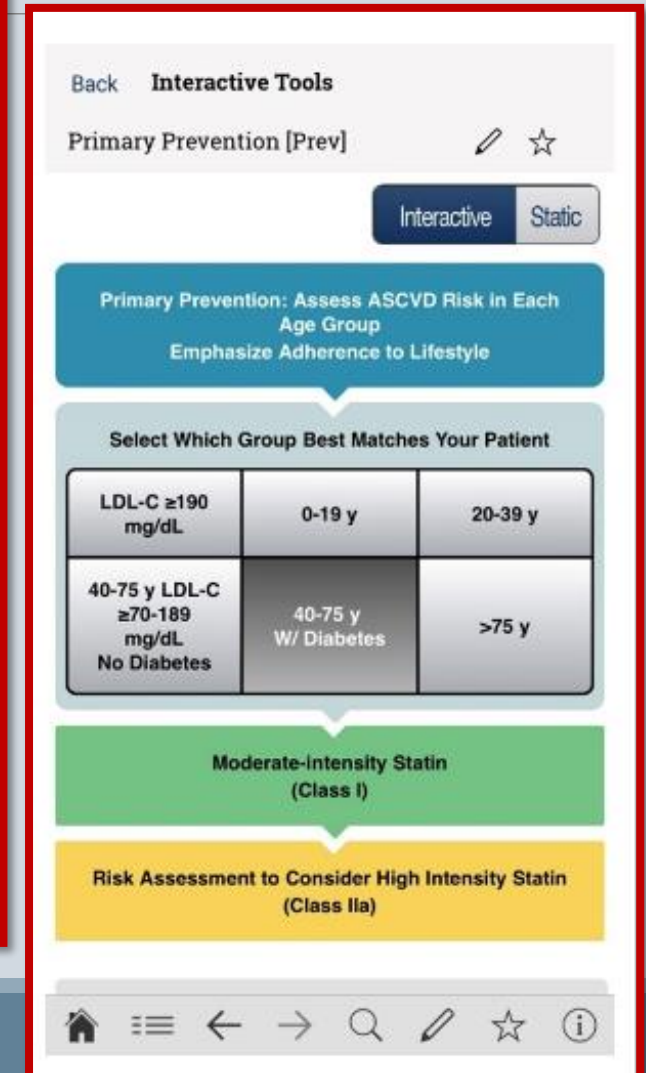 Back Interactive Tools
Primary Prevention [Prev]
Interactive Static
Primary Prevention: Assess ASCVD Risk in Each
Age Group
Emphasize Adherence to Lifestyle
Select Which Group Best Matches Your Patient
LDL-C ≥190
mg/dL
0-19 y
20-39 y
40-75 y LDL-C
≥70-189
mg/dL
No Diabetes
40-75 y
W/ Diabetes
>75 y
Moderate-intensity Statin
(Class I)
Risk Assessment to Consider High Intensity Statin
(Class IIa)